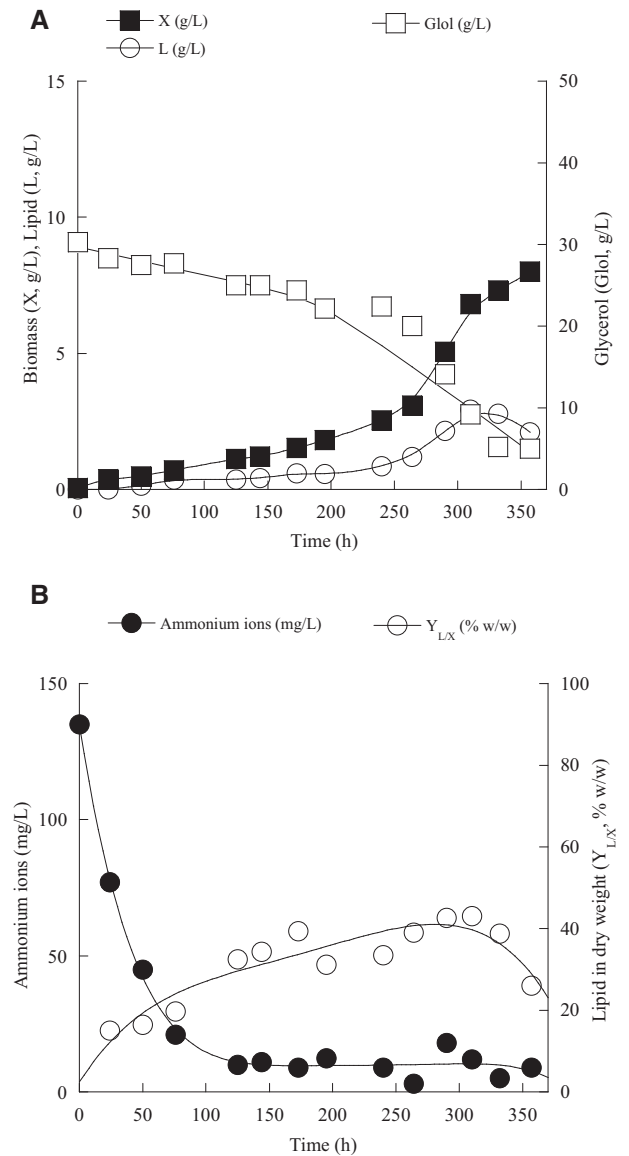 A
X (g/L)
Glol (g/L)
L (g/L)
15
50
40
10
30
20
5
10
0
0
0 50 100 150 200 250 300 350
Time (h)
Biomass (X, g/L), Lipid (L, g/L)
Glycerol (Glol, g/L)
B
Ammonium ions (mg/L)
Y_L/X (% w/w)
150
100
80
100
60
50
40
20
0
0
0 50 100 150 200 250 300 350
Time (h)
Ammonium ions (mg/L)
Lipid in dry weight (Y_L/X, % w/w)